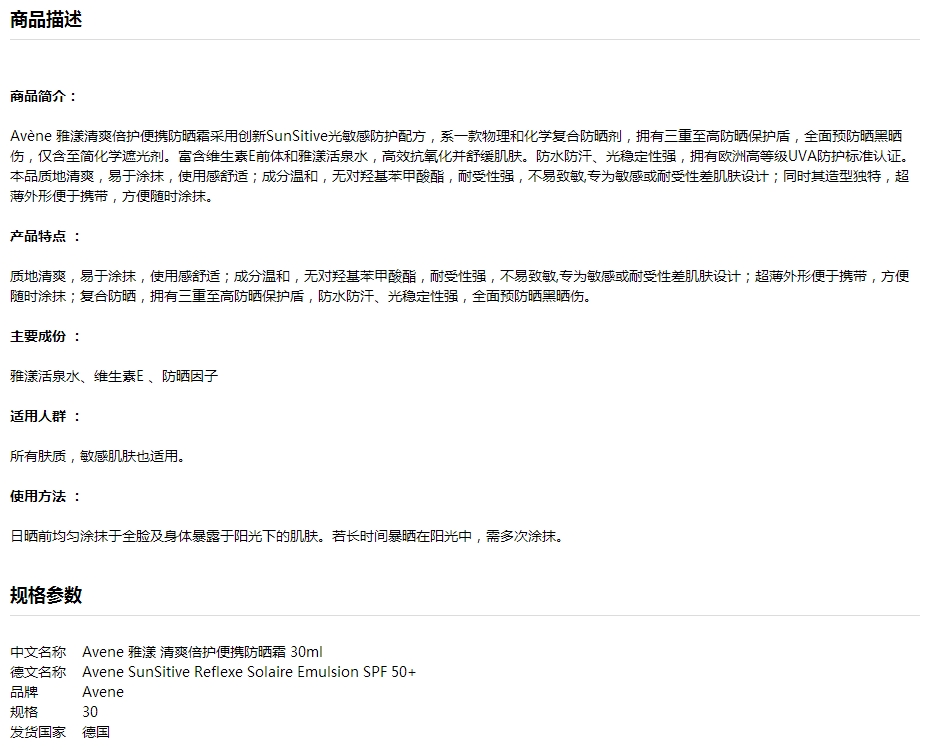 商品描述
商品简介：
Avène 雅漾清爽倍护便携防晒霜采用创新SunSitive光敏感防护配方，系一款物理和化学复合防晒剂，拥有三重至高防晒保护盾，全面预防晒黑晒
伤，仅含至简化学遮光剂。富含维生素E前体和雅漾活泉水，高效抗氧化并舒缓肌肤。防水防汗、光稳定性强，拥有欧洲高等级UVA防护标准认证。
本品质地清爽，易于涂抹，使用感舒适；成分温和，无对羟基苯甲酸酯，耐受性强，不易致敏,专为敏感或耐受性差肌肤设计；同时其造型独特，超
薄外形便于携带，方便随时涂抹。
产品特点 ：
质地清爽，易于涂抹，使用感舒适；成分温和，无对羟基苯甲酸酯，耐受性强，不易致敏,专为敏感或耐受性差肌肤设计；超薄外形便于携带，方便
随时涂抹；复合防晒，拥有三重至高防晒保护盾，防水防汗、光稳定性强，全面预防晒黑晒伤。
主要成份 ：
雅漾活泉水、维生素E 、防晒因子
适用人群 ：
所有肤质，敏感肌肤也适用。
使用方法 ：
日晒前均匀涂抹于全脸及身体暴露于阳光下的肌肤。若长时间暴晒在阳光中，需多次涂抹。
规格参数
中文名称 Avene 雅漾 清爽倍护便携防晒霜 30ml
德文名称 Avene SunSitive Reflexe Solaire Emulsion SPF 50+
品牌 Avene
规格 30
发货国家 德国